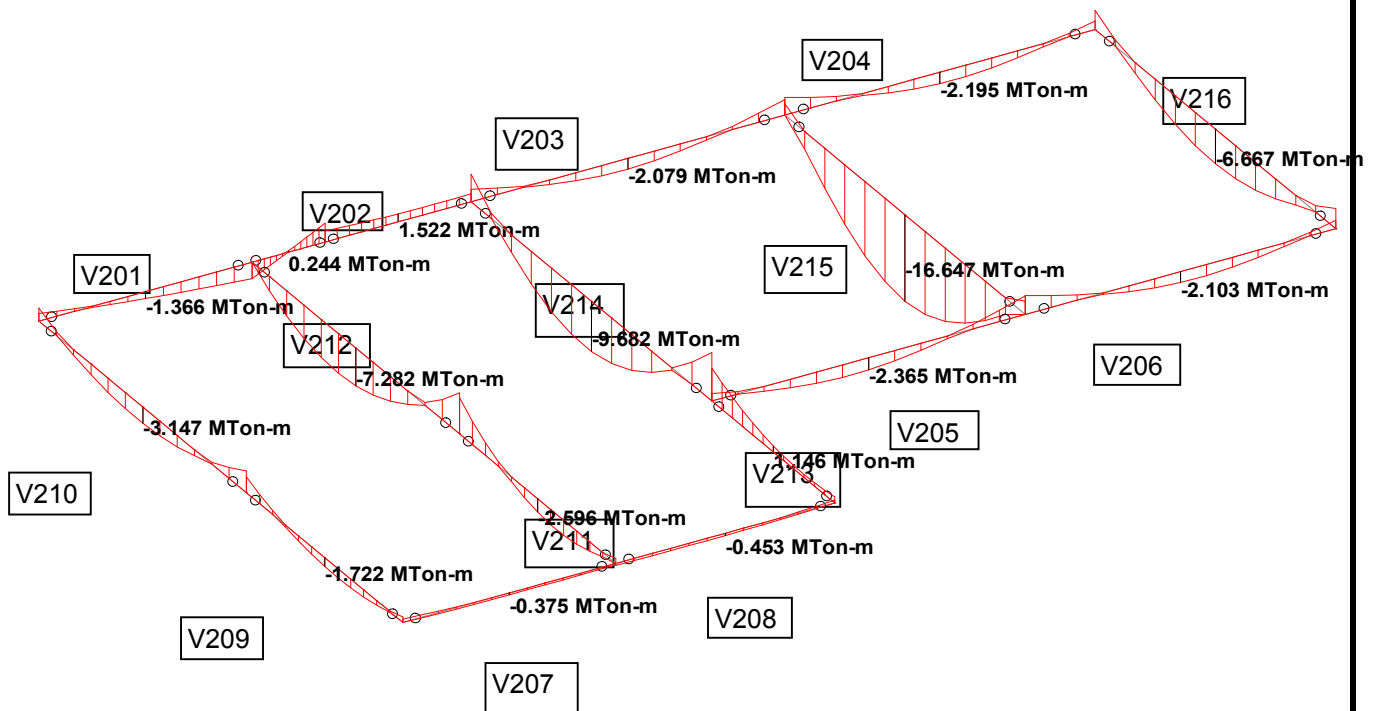 V204
-2.195 MTon-m
V216
V203
-6.667 MTon-m
-2.079 MTon-m
V202
1.522 MTon-m
V201
0.244 MTon-m
V215
-16.647 MTon-m
-2.103 MTon-m
-1.366 MTon-m
V214
-9.682 MTon-m
V212
-7.282 MTon-m
-2.365 MTon-m
V206
-3.147 MTon-m
V205
1.146 MTon-m
V213
V210
-2.596 MTon-m
V211
-0.453 MTon-m
-1.722 MTon-m
-0.375 MTon-m
V208
V209
V207